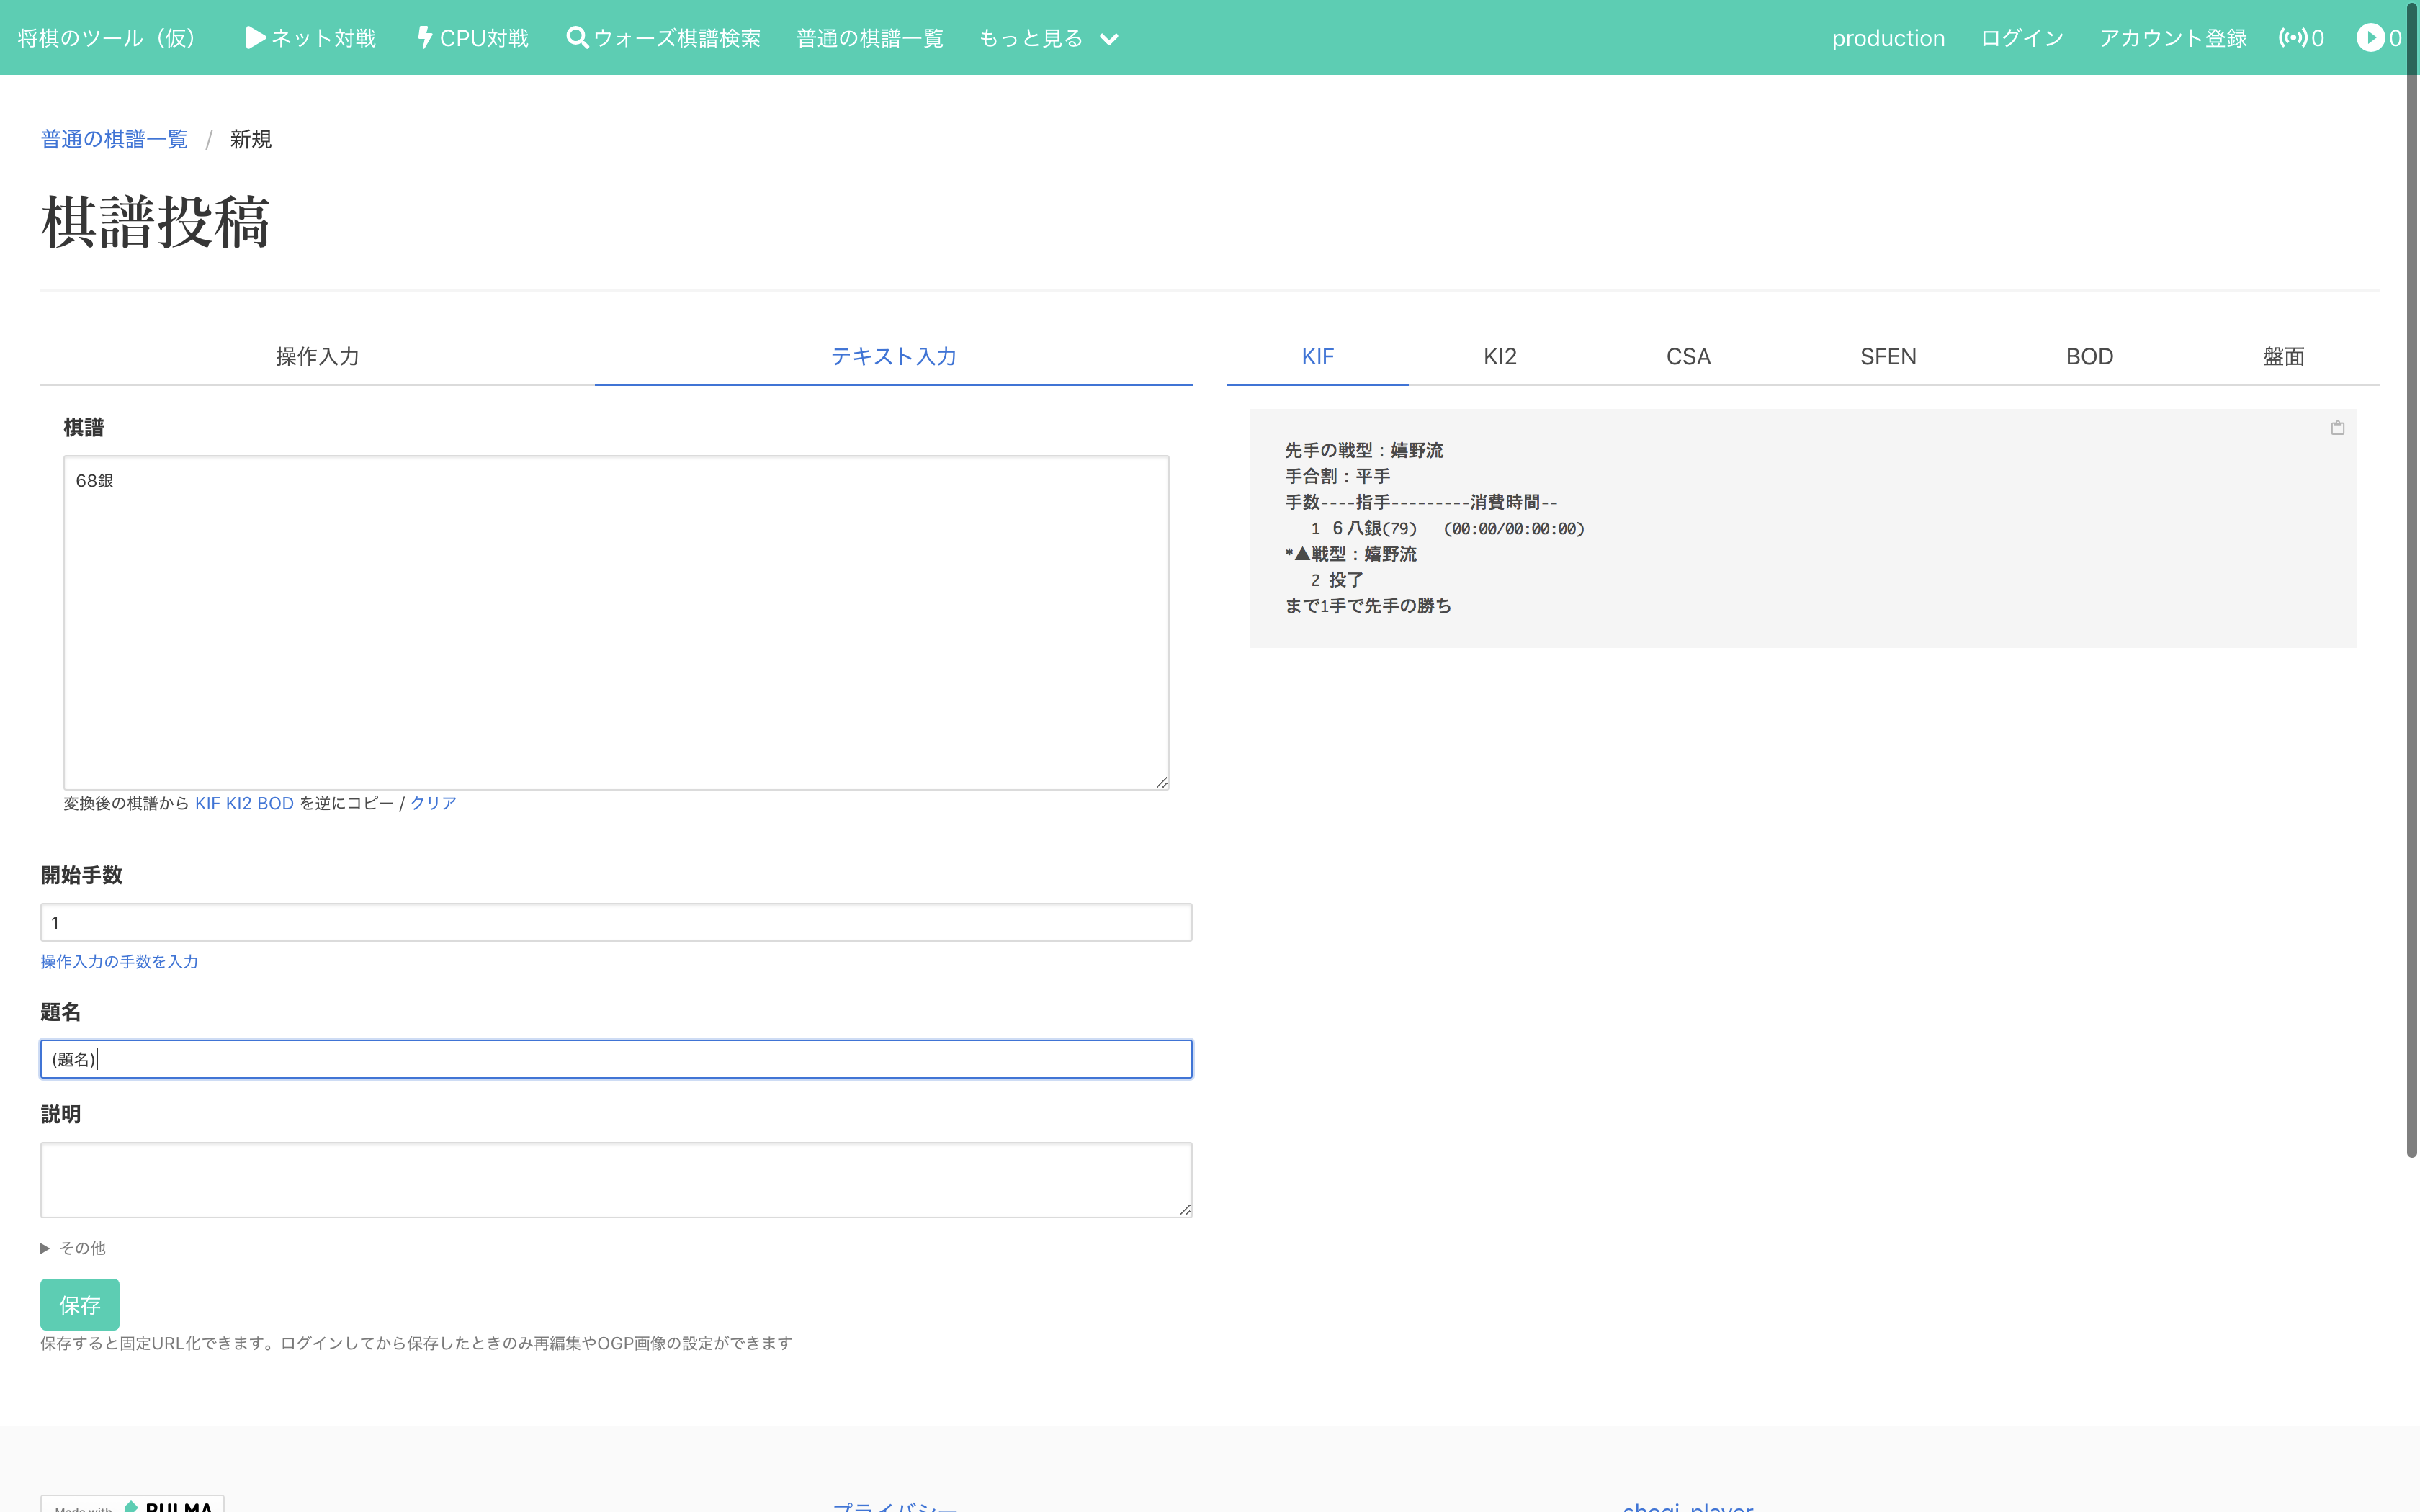 将棋のツール（仮） ネット対戦 CPU対戦 ウォーズ棋譜検索 普通の棋譜一覧 もっと見る production ログイン アカウント登録 0 0
普通の棋譜一覧 / 新規
棋譜投稿
操作入力 テキスト入力
棋譜
68銀
変換後の棋譜から KIF KI2 BOD を逆にコピー / クリア
開始手数
1
操作入力の手数を入力
題名
(題名)
説明
▶ その他
保存
保存すると固定URL化できます。ログインしてから保存したときのみ再編集やOGP画像の設定ができます
KIF KI2 CSA SFEN BOD 盤面
先手の戦型：嬉野流
手合割：平手
手数----指手---------消費時間--
1 ６八銀(79) (00:00/00:00:00)
*▲戦型：嬉野流
2 投了
まで1手で先手の勝ち
Made with BULMA プライバシー shogi-player